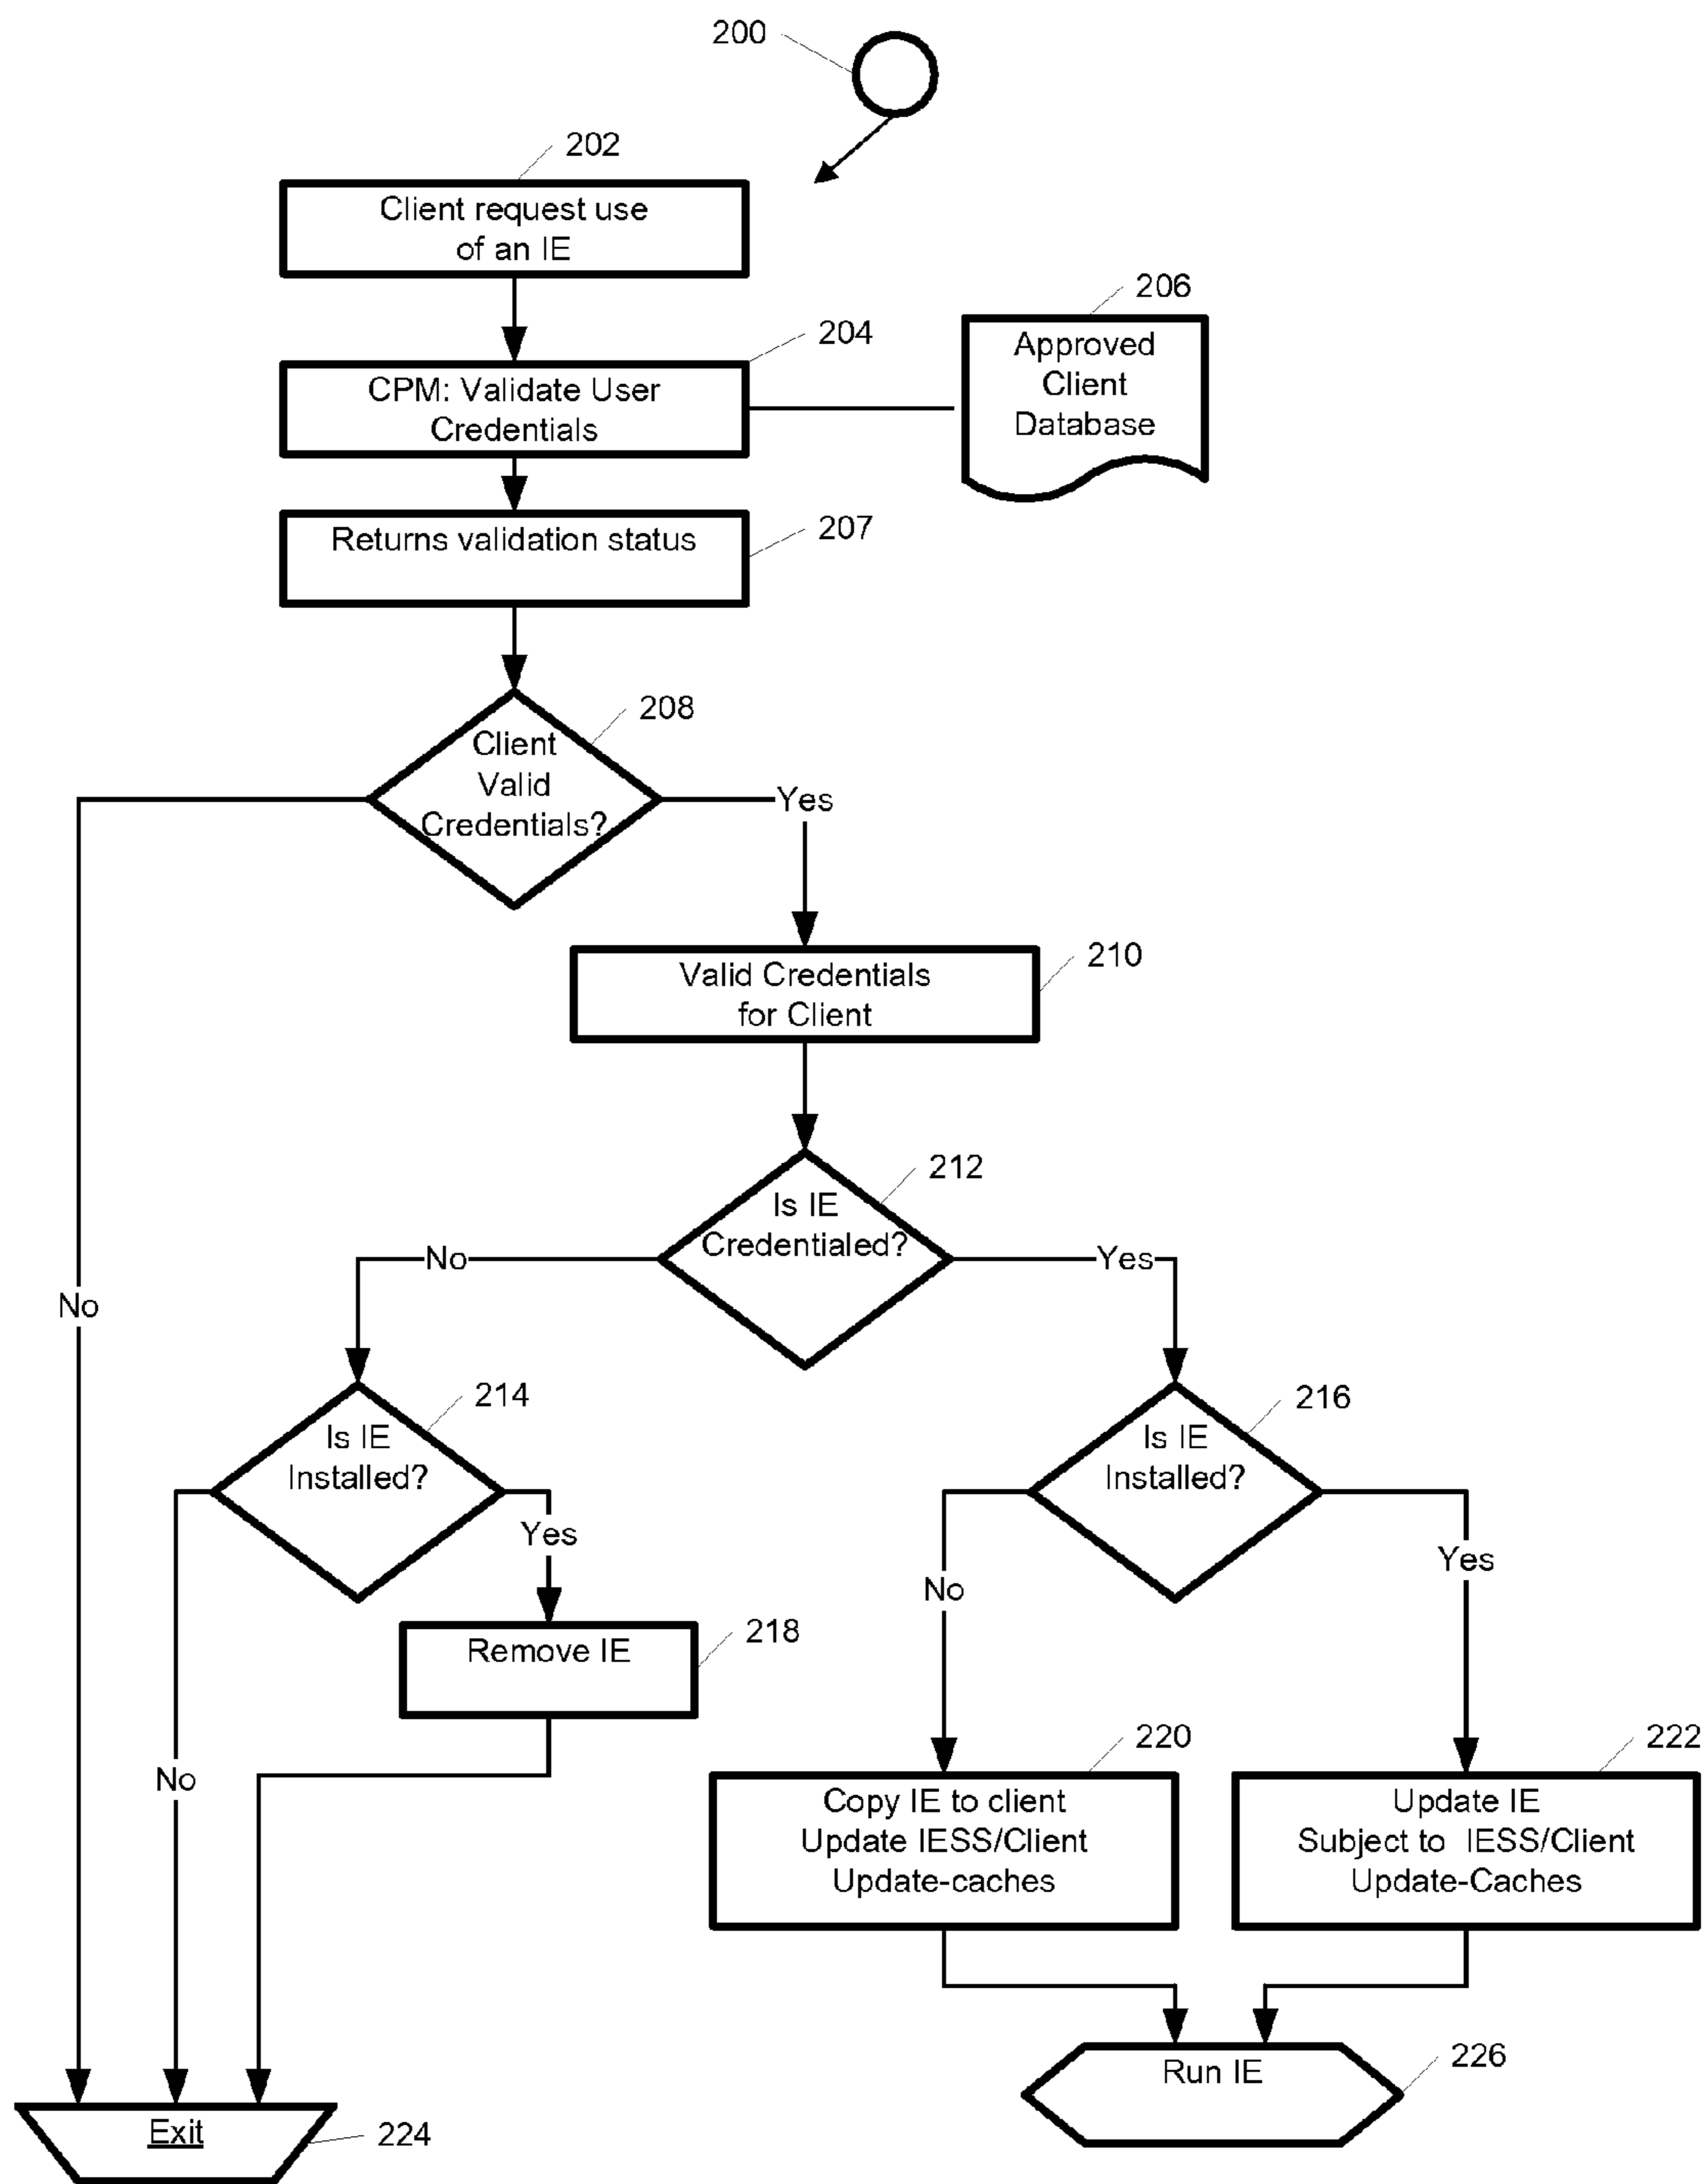 200
202
Client request use
of an IE
206
Approved
Client
Database
204
CPM: Validate User
Credentials
Returns validation status
207
208
Client
Valid
Credentials?
Yes
No
210
Valid Credentials
for Client
212
Is IE
Credentialed?
No
Yes
214
Is IE
Installed?
Yes
No
216
Is IE
Installed?
No
Yes
Remove IE
218
220
Copy IE to client
Update IESS/Client
Update-caches
222
Update IE
Subject to IESS/Client
Update-Caches
Run IE
226
Exit
224